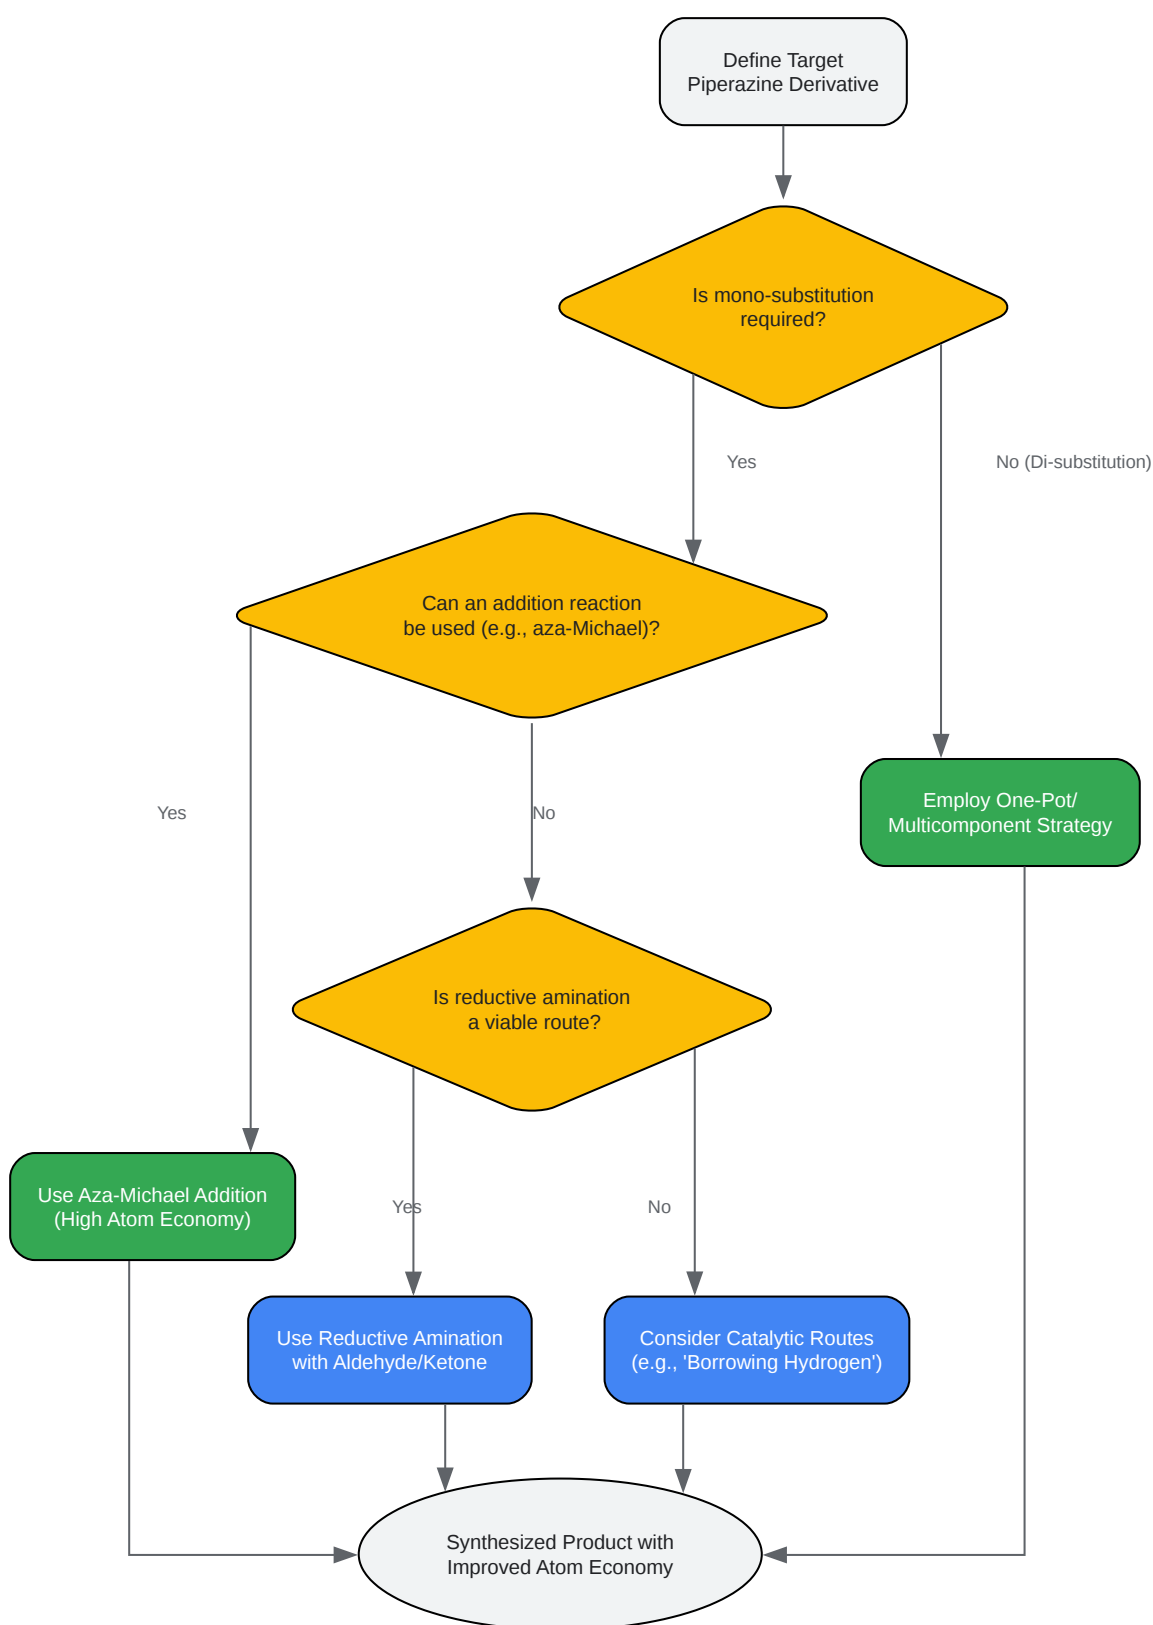 Define Target
Piperazine Derivative
Is mono-substitution
required?
Yes
No (Di-substitution)
Can an addition reaction
be used (e.g., aza-Michael)?
Yes
No
Employ One-Pot/
Multicomponent Strategy
Is reductive amination
a viable route?
Use Aza-Michael Addition
(High Atom Economy)
Yes
No
Use Reductive Amination
with Aldehyde/Ketone
Consider Catalytic Routes
(e.g., 'Borrowing Hydrogen')
Synthesized Product with
Improved Atom Economy